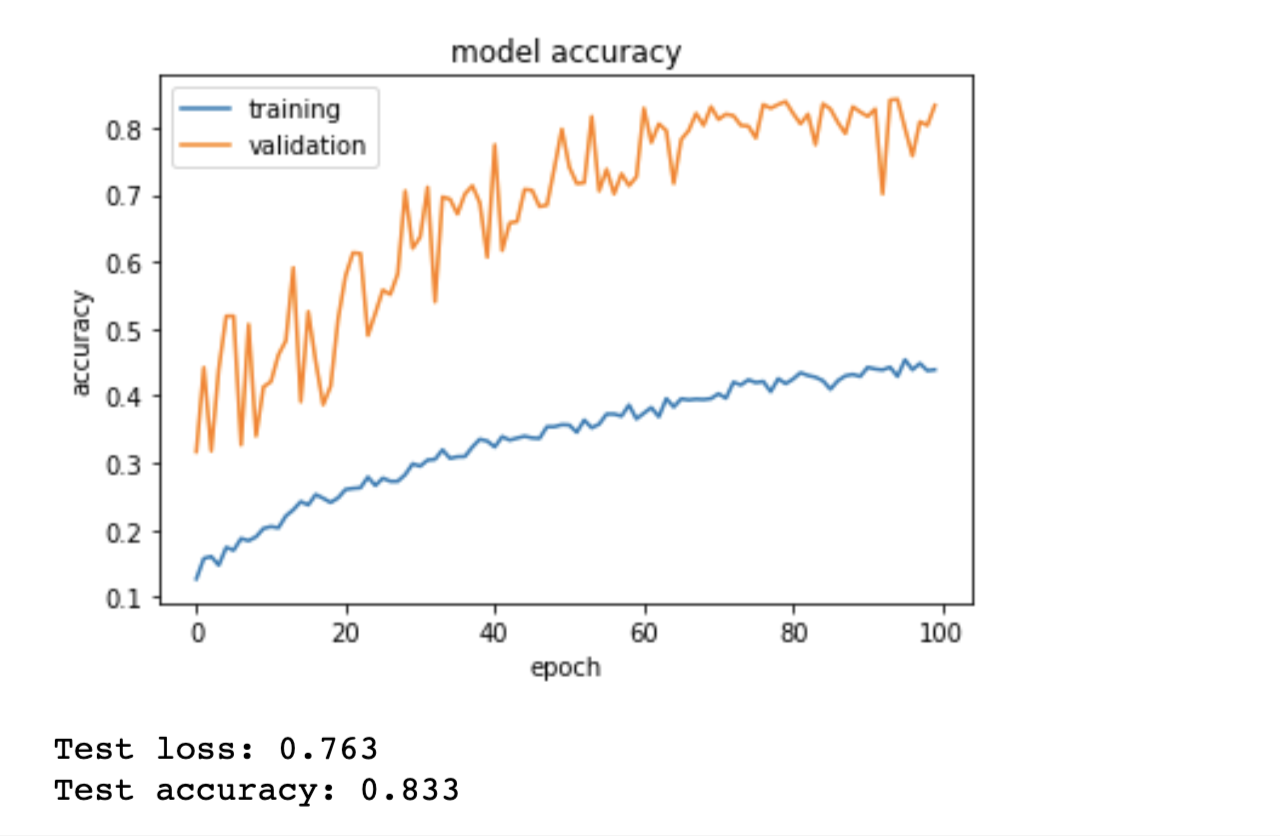 model accuracy
training
validation
0.8
0.7
0.6
0.5
0.4
0.3
0.2
0.1
accuracy
0 20 40 60 80 100
epoch
Test loss: 0.763
Test accuracy: 0.833